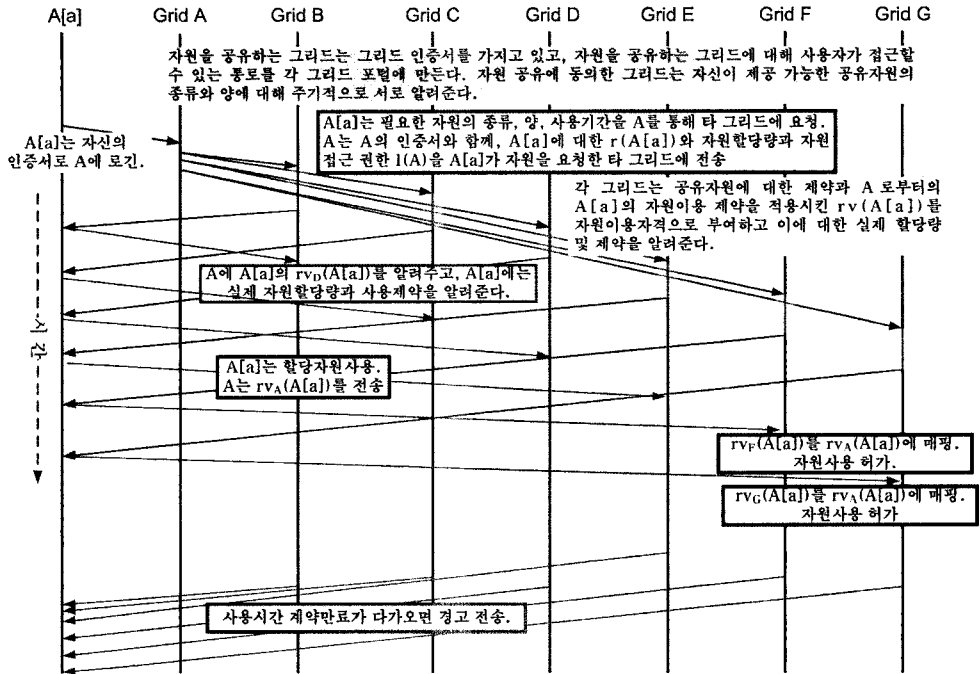 A[a] Grid A Grid B Grid C Grid D Grid E Grid F Grid G
자원을 공유하는 그리드는 그리드 인증서를 가지고 있고, 자원을 공유하는 그리드에 대해 사용자가 접근할
수 있는 통로를 각 그리드 포털에 만든다. 자원 공유에 동의한 그리드는 자신이 제공 가능한 공유자원의
종류와 양에 대해 주기적으로 서로 알려준다.
A[a]는 자신의
인증서로 A에 로긴.
A[a]는 필요한 자원의 종류, 양, 사용기간을 A를 통해 타 그리드에 요청.
A는 A의 인증서와 함께, A[a]에 대한 r(A[a])와 자원할당량과 자원
접근 권한 l(A)을 A[a]가 자원을 요청한 타 그리드에 전송
각 그리드는 공유자원에 대한 제약과 A로부터의
A[a]의 자원이용 제약을 적용시킨 rv(A[a])를
자원이용자격으로 부여하고 이에 대한 실제 할당량
및 제약을 알려준다.
A에 A[a]의 rvD(A[a])를 알려주고, A[a]에는
실제 자원할당량과 사용제약을 알려준다.
시간
A[a]는 할당자원사용.
A는 rvA(A[a])를 전송
rvF(A[a])를 rvA(A[a])에 매핑.
자원사용 허가.
rvG(A[a])를 rvA(A[a])에 매핑.
자원사용 허가
사용시간 제약만료가 다가오면 경고 전송.